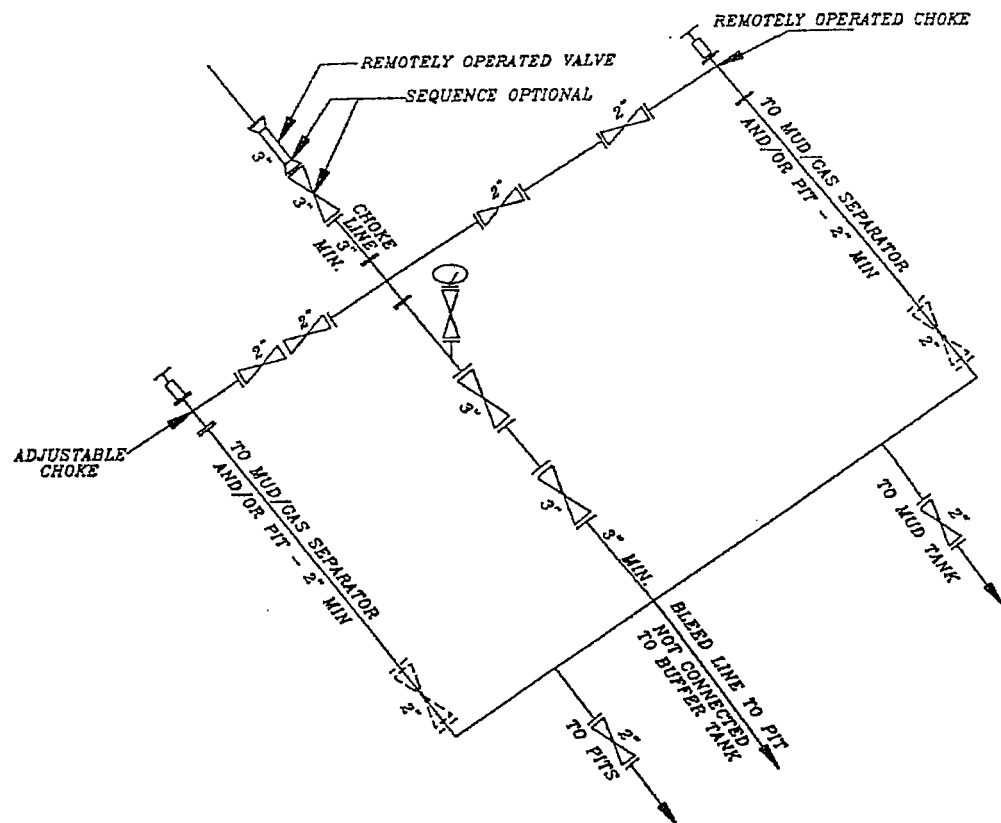 REMOTELY OPERATED CHOKE
REMOTELY OPERATED VALVE
SEQUENCE OPTIONAL
3"
3"
CHOKE
LINE
3"
MIN.
2"
2"
TO MUD/GAS SEPARATOR
AND/OR PIT - 2" MIN
2"
2"
2"
3"
3"
3" MIN.
ADJUSTABLE
CHOKE
TO MUD/GAS SEPARATOR
AND/OR PIT - 2" MIN
2"
2"
TO MUD TANK
BLEED LINE TO PIT
NOT CONNECTED
TO BUFFER TANK
2"
TO PITS